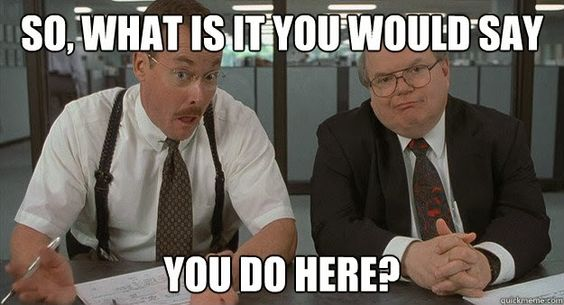 SO, WHAT IS IT YOU WOULD SAY
YOU DO HERE?
quickmeme.com